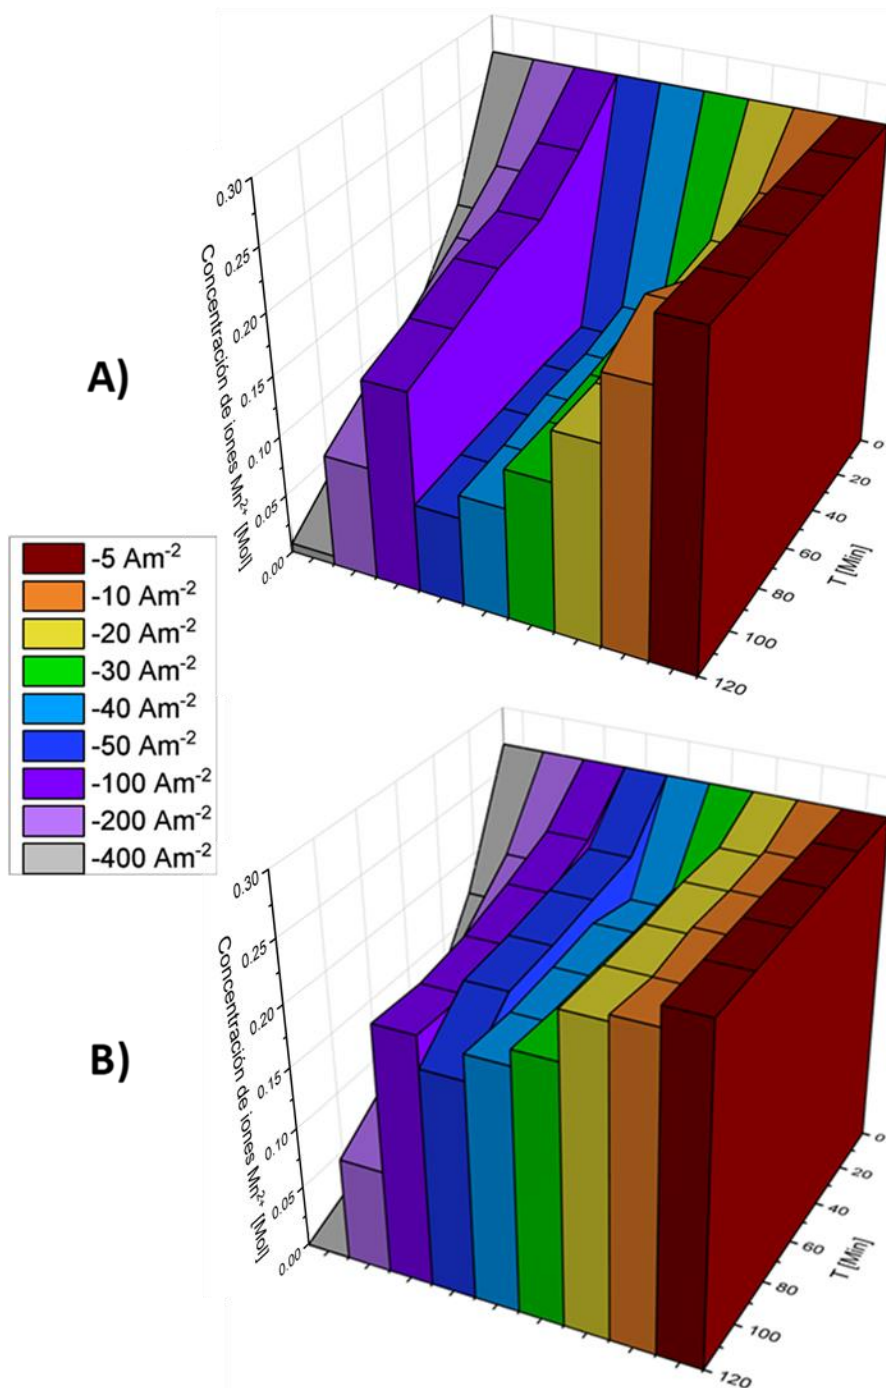 A)
0.30
0.25
0.20
0.15
0.10
0.05
0.00
Concentración de iones Mn²⁺ [Mol]
0
20
40
60
80
100
120
T [Min]
-5 Am⁻²
-10 Am⁻²
-20 Am⁻²
-30 Am⁻²
-40 Am⁻²
-50 Am⁻²
-100 Am⁻²
-200 Am⁻²
-400 Am⁻²
B)
0.30
0.25
0.20
0.15
0.10
0.05
0.00
Concentración de iones Mn²⁺ [Mol]
0
20
40
60
80
100
120
T [Min]